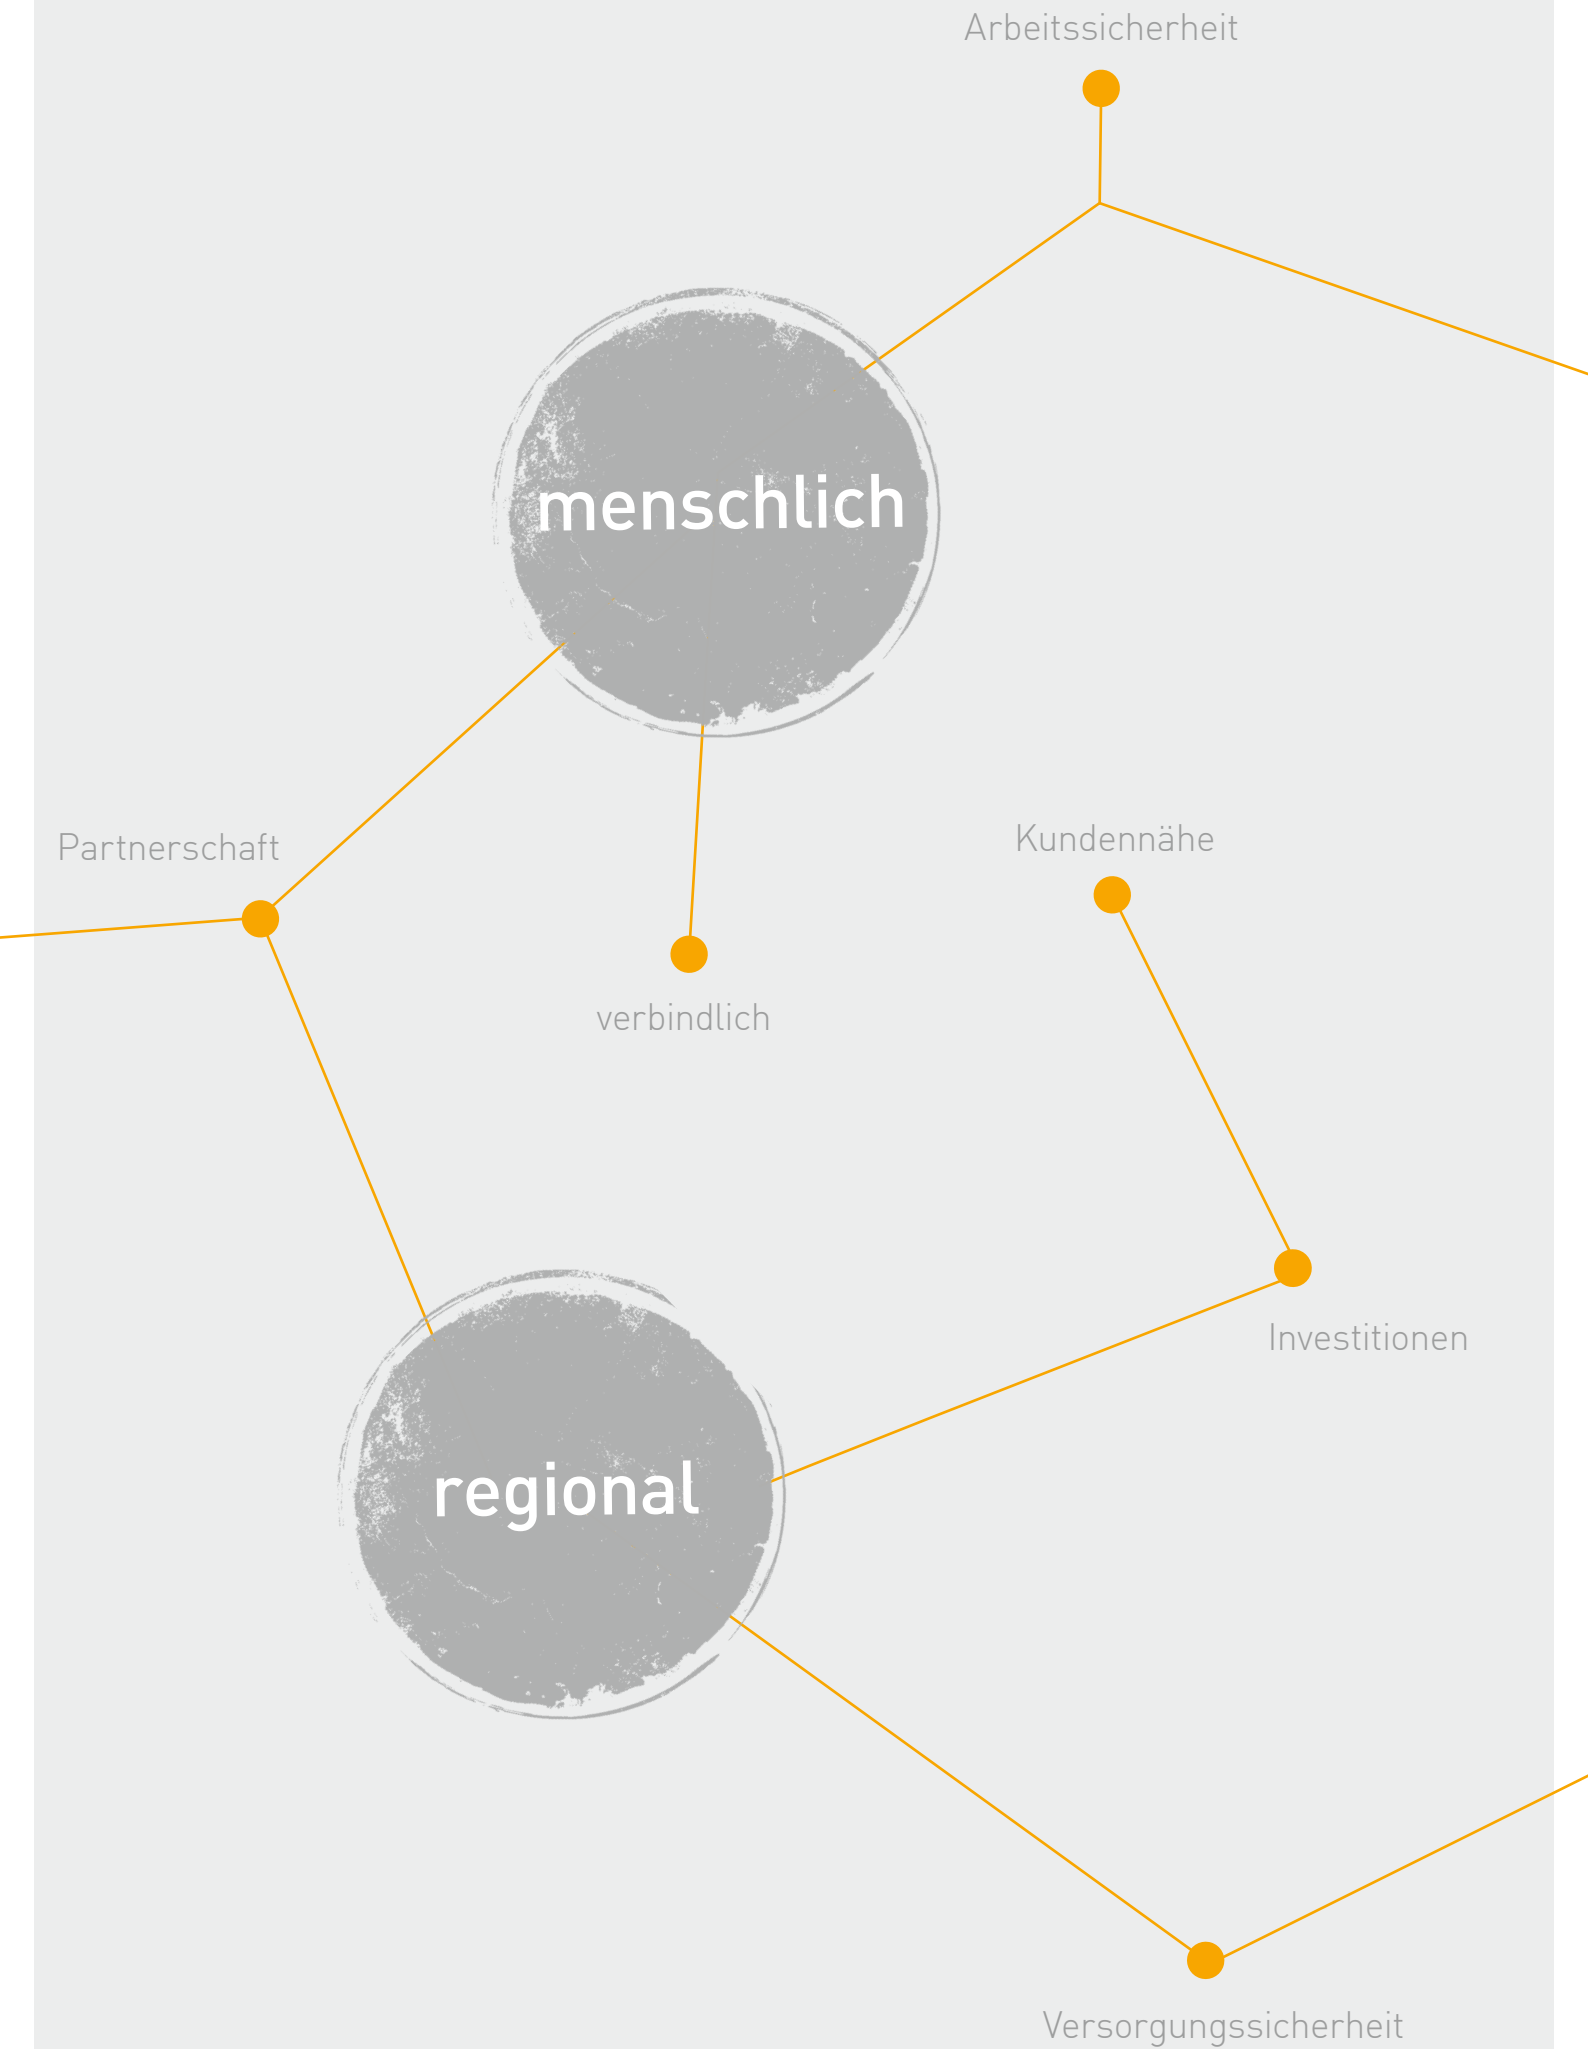 Arbeitssicherheit
menschlich
Partnerschaft
Kundennähe
verbindlich
Investitionen
regional
Versorgungssicherheit